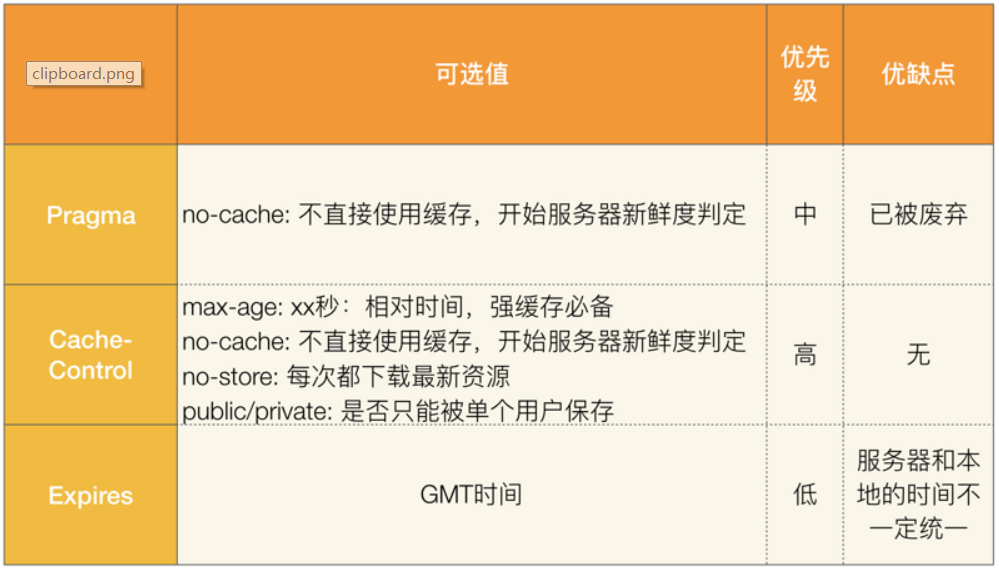 clipboard.png
可选值
优先
级
优缺点
Pragma
no-cache: 不直接使用缓存，开始服务器新鲜度判定
中
已被废弃
Cache-
Control
max-age: xx秒：相对时间，强缓存必备
no-cache: 不直接使用缓存，开始服务器新鲜度判定
no-store: 每次都下载最新资源
public/private: 是否只能被单个用户保存
高
无
Expires
GMT时间
低
服务器和本
地的时间不
一定统一